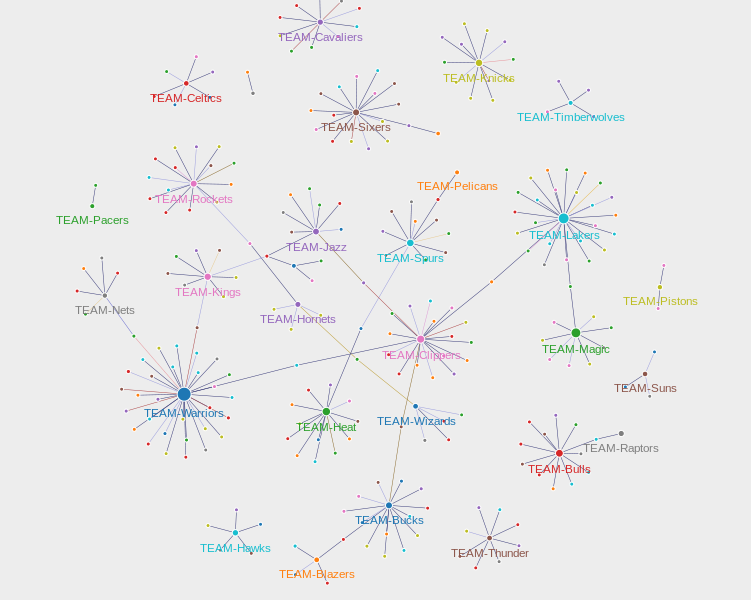 TEAM-Cavaliers
TEAM-Knicks
TEAM-Celtics
TEAM-Timberwolves
TEAM-Sixers
TEAM-Pelicans
TEAM-Rockets
TEAM-Pacers
TEAM-Lakers
TEAM-Jazz
TEAM-Spurs
TEAM-Kings
TEAM-Pistons
TEAM-Nets
TEAM-Hornets
TEAM-Magic
TEAM-Clippers
TEAM-Suns
TEAM-Warriors
TEAM-Wizards
TEAM-Heat
TEAM-Raptors
TEAM-Bulls
TEAM-Bucks
TEAM-Hawks
TEAM-Thunder
TEAM-Blazers